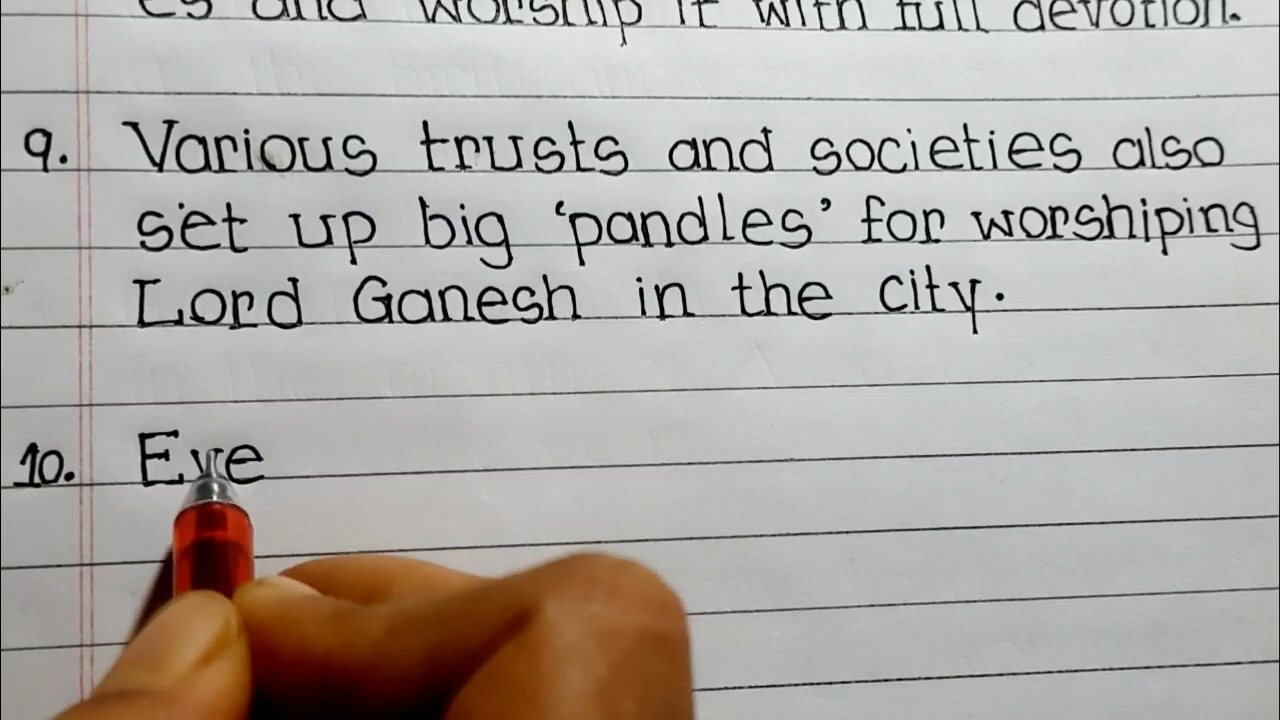 es and worship it with full devotion.
9. Various trusts and societies also
set up big ‘pandles’ for worshiping
Lord Ganesh in the city.
10. Eve